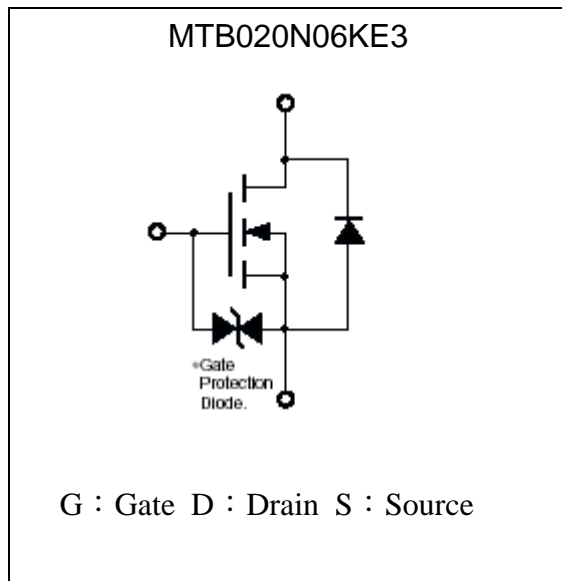 MTB020N06KE3
*Gate
Protection
Diode.
G：Gate D：Drain S：Source